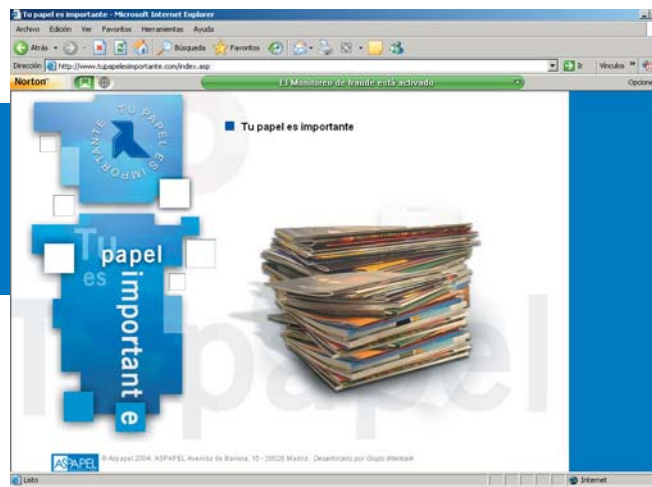 Tu papel es importante - Microsoft Internet Explorer
Archivo Edición Ver Favoritos Herramientas Ayuda
Atrás Búsqueda Favoritos
Dirección http://www.tupapelesimportante.com/index.asp Ir Vínculos
Norton El Monitoreo de fraude está activado Opcione
TU PAPEL ES IMPORTANTE
Tu papel es importante
Tu
papel
es
importante
Tu papel
ASPAPEL © Aspapel 2004. ASPAPEL, Avenida de Baviera, 15 - 28028 Madrid. Desarrollado por Grupo
Listo Internet